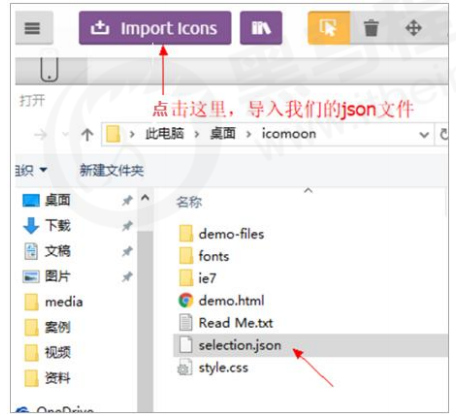 Import Icons
打开
点击这里，导入我们的json文件
此电脑 › 桌面 › icomoon
组织 新建文件夹
桌面
下载
文稿
图片
media
案例
视频
资料
OneDrive
名称
demo-files
fonts
ie7
demo.html
Read Me.txt
selection.json
style.css